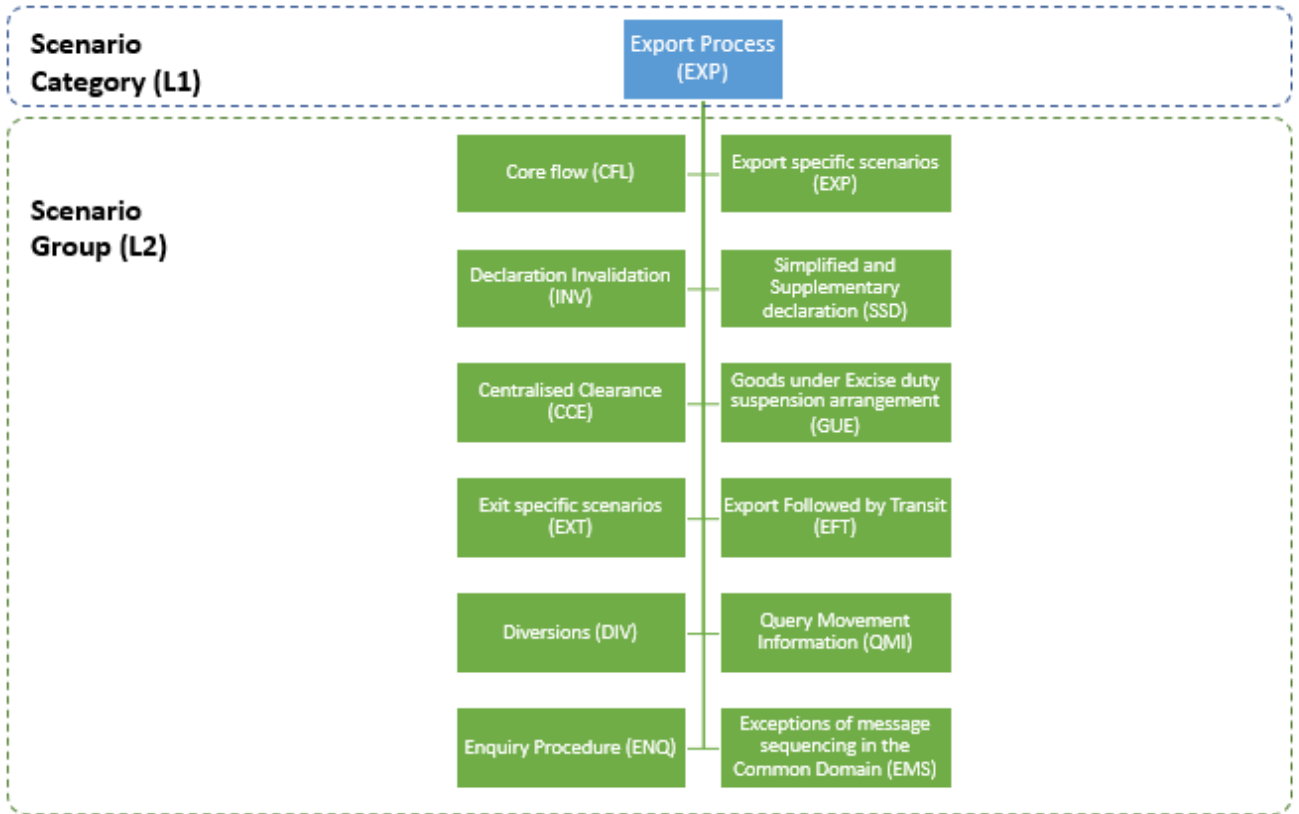 Scenario
Category (L1)
Export Process
(EXP)
Scenario
Group (L2)
Core flow (CFL)
Export specific scenarios
(EXP)
Declaration Invalidation
(INV)
Simplified and
Supplementary
declaration (SSD)
Centralised Clearance
(CCE)
Goods under Excise duty
suspension arrangement
(GUE)
Exit specific scenarios
(EXT)
Export Followed by Transit
(EFT)
Diversions (DIV)
Query Movement
Information (QMI)
Enquiry Procedure (ENQ)
Exceptions of message
sequencing in the
Common Domain (EMS)